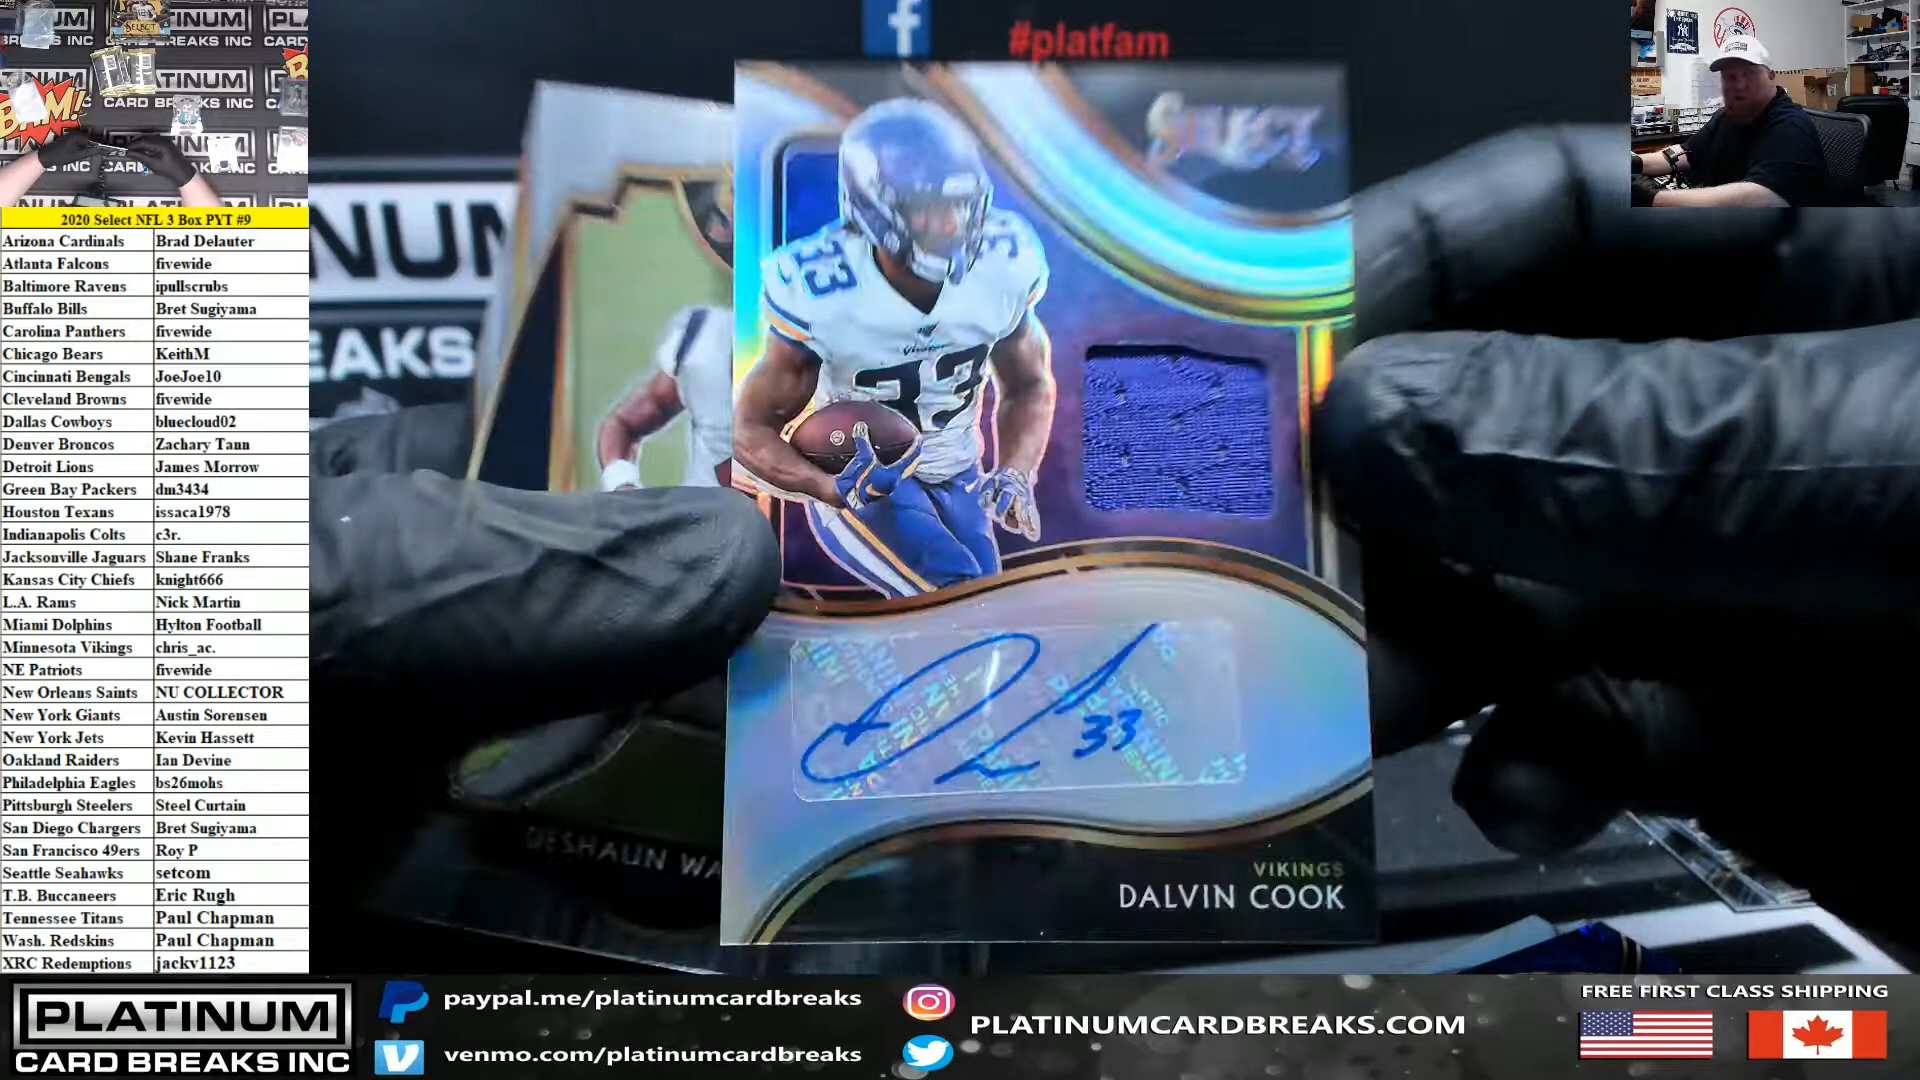 #platfam
SELECT
33
33
VIKINGS
DALVIN COOK
33
DESHAUN WA
EAKS
BAM!
CARD BREAKS INC
2020 Select NFL 3 Box PYT #9
Arizona Cardinals Brad Delauter
Atlanta Falcons fivewide
Baltimore Ravens ipullscrubs
Buffalo Bills Bret Sugiyama
Carolina Panthers fivewide
Chicago Bears KeithM
Cincinnati Bengals JoeJoe10
Cleveland Browns fivewide
Dallas Cowboys bluecloud02
Denver Broncos Zachary Tann
Detroit Lions James Morrow
Green Bay Packers dm3434
Houston Texans issaca1978
Indianapolis Colts c3r.
Jacksonville Jaguars Shane Franks
Kansas City Chiefs knight666
L.A. Rams Nick Martin
Miami Dolphins Hylton Football
Minnesota Vikings chris_ac.
NE Patriots fivewide
New Orleans Saints NU COLLECTOR
New York Giants Austin Sorensen
New York Jets Kevin Hassett
Oakland Raiders Ian Devine
Philadelphia Eagles bs26mohs
Pittsburgh Steelers Steel Curtain
San Diego Chargers Bret Sugiyama
San Francisco 49ers Roy P
Seattle Seahawks setcom
T.B. Buccaneers Eric Rugh
Tennessee Titans Paul Chapman
Wash. Redskins Paul Chapman
XRC Redemptions jackv1123
PLATINUM
CARD BREAKS INC
paypal.me/platinumcardbreaks
venmo.com/platinumcardbreaks
PLATINUMCARDBREAKS.COM
FREE FIRST CLASS SHIPPING